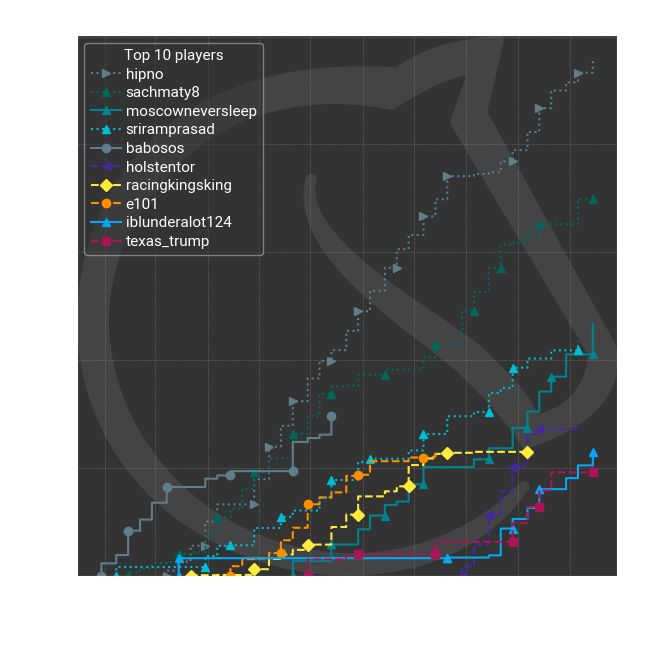 Top 10 players
hipno
sachmaty8
moscowneversleep
sriramprasad
babosos
holstentor
racingkingsking
e101
iblunderalot124
texas_trump